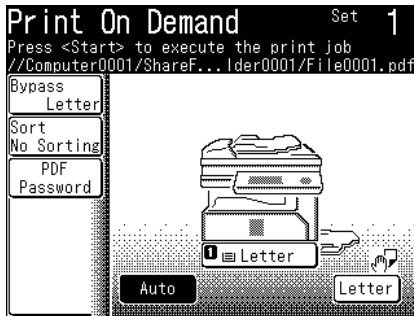 Print On Demand Set 1
Press <Start> to execute the print job
//Computer0001/ShareF...lder0001/File0001.pdf
Bypass
Letter
Sort
No Sorting
PDF
Password
1 Letter
Auto
Letter